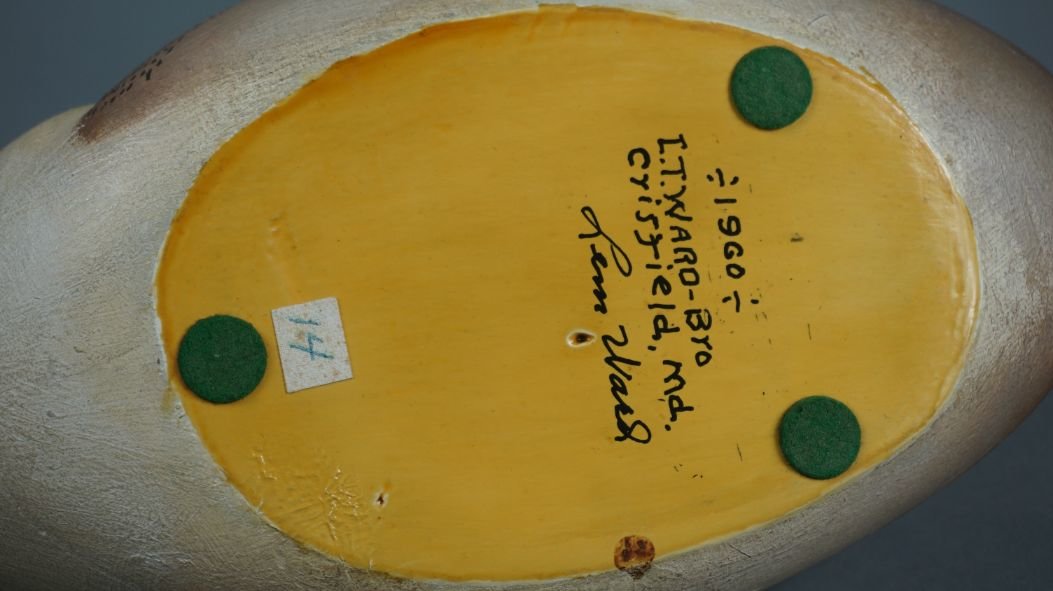 ÷1960÷
L.T. WARD-Bro
Crisfield, Md.
Lem Ward
14